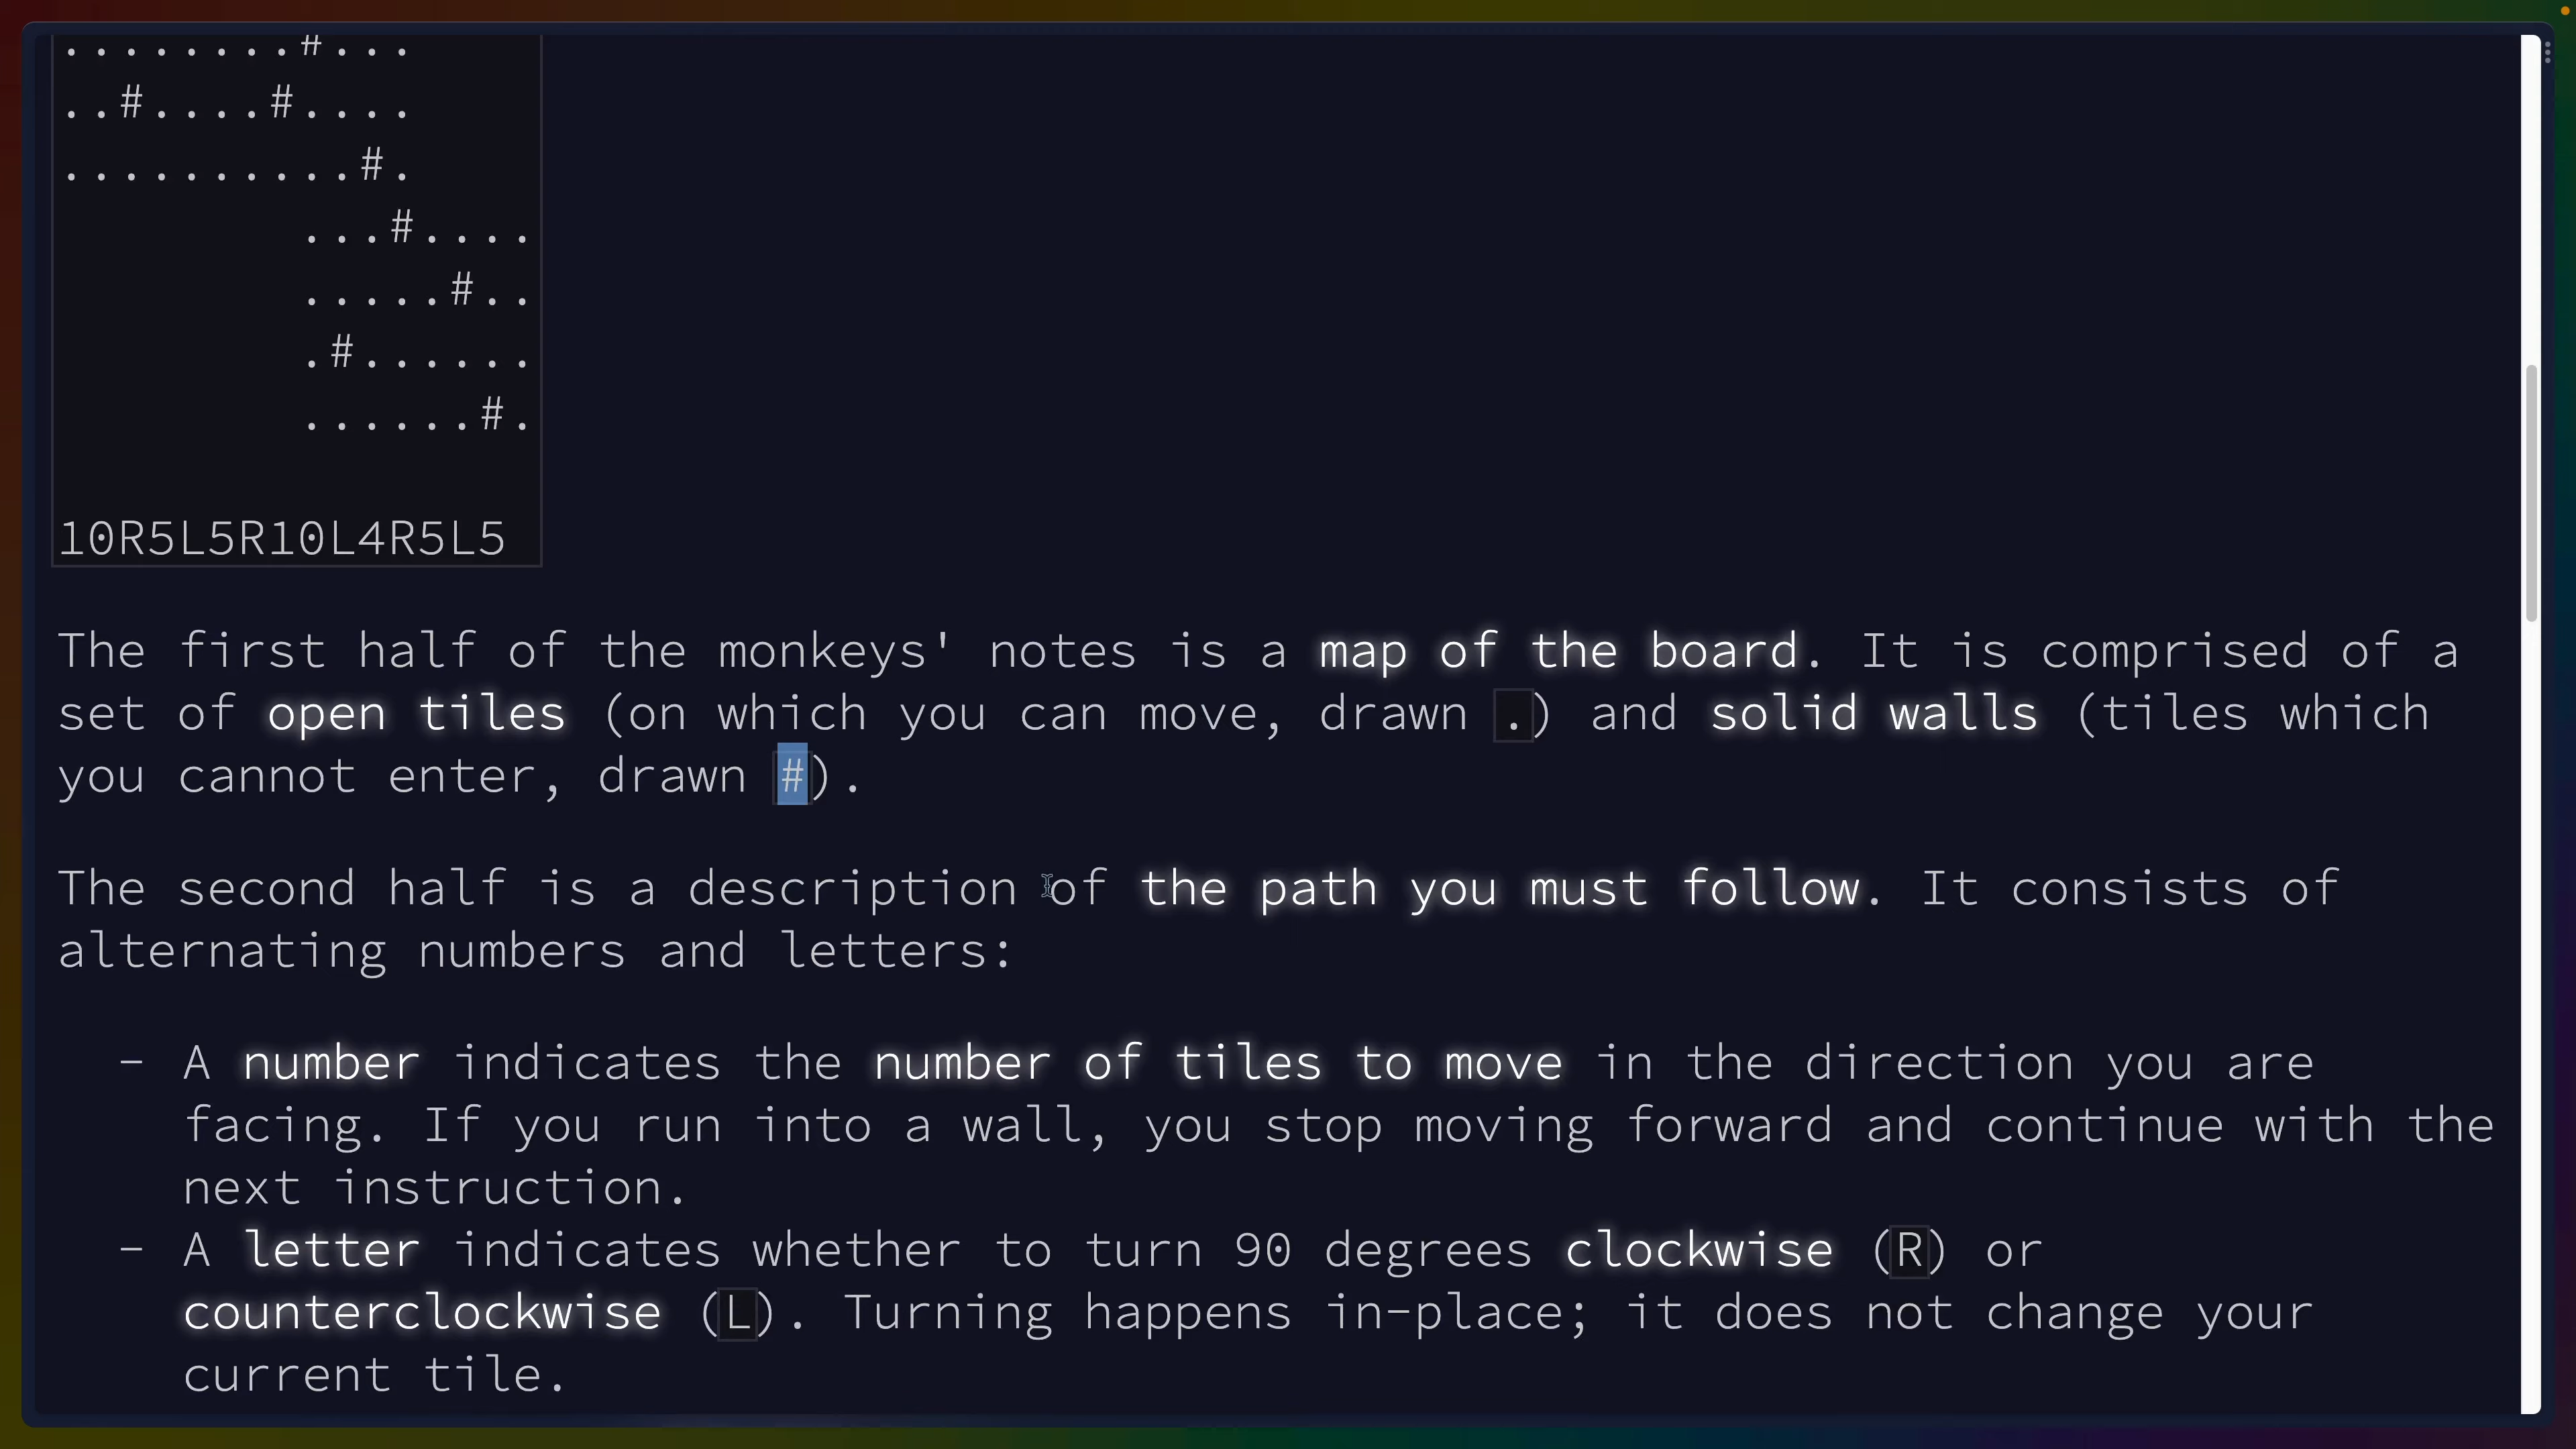 ........#...
..#....#....
..........#.
        ...#....
        .....#..
        .#......
        ......#.
10R5L5R10L4R5L5
The first half of the monkeys' notes is a map of the board. It is comprised of a
set of open tiles (on which you can move, drawn .) and solid walls (tiles which
you cannot enter, drawn #).
The second half is a description of the path you must follow. It consists of
alternating numbers and letters:
- A number indicates the number of tiles to move in the direction you are
facing. If you run into a wall, you stop moving forward and continue with the
next instruction.
- A letter indicates whether to turn 90 degrees clockwise (R) or
counterclockwise (L). Turning happens in-place; it does not change your
current tile.